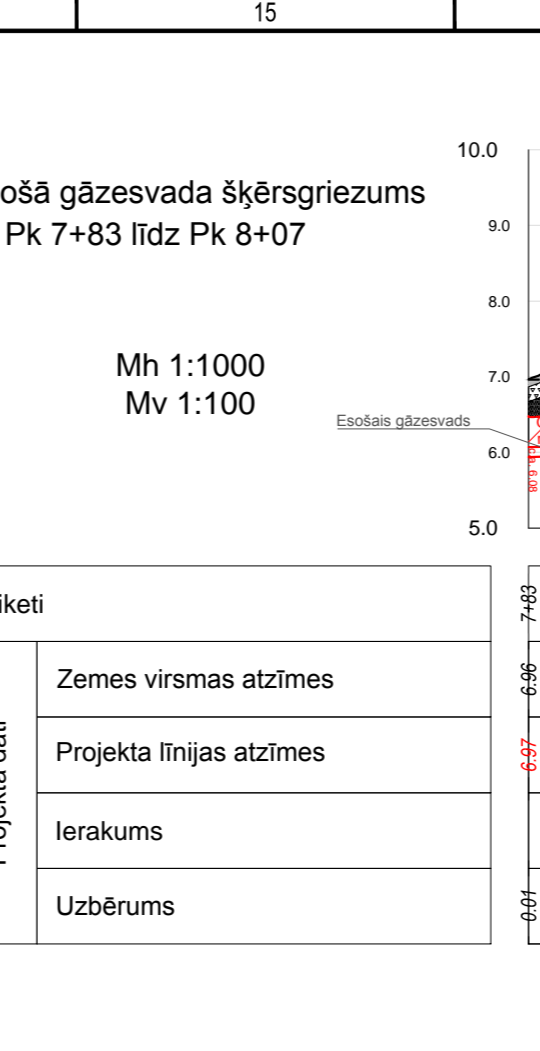 15
ošā gāzesvada šķērsgriezums
Pk 7+83 līdz Pk 8+07
Mh 1:1000
Mv 1:100
10.0
9.0
8.0
7.0
6.0
5.0
Esošais gāzesvads
6.08
iketi
7+83
Zemes virsmas atzīmes
6.96
Projekta līnijas atzīmes
6.97
Ierakums
Uzbērums
0.01